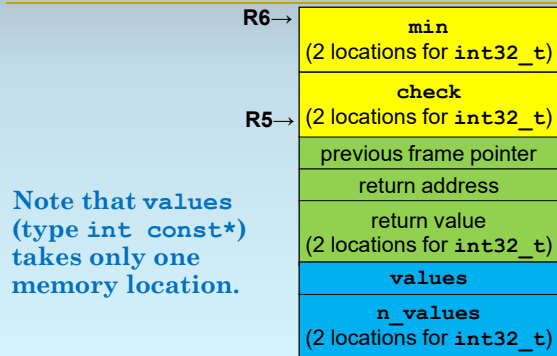 R6→
min
(2 locations for int32_t)
check
R5→
(2 locations for int32_t)
previous frame pointer
return address
return value
(2 locations for int32_t)
values
n_values
(2 locations for int32_t)
Note that values
(type int const*)
takes only one
memory location.